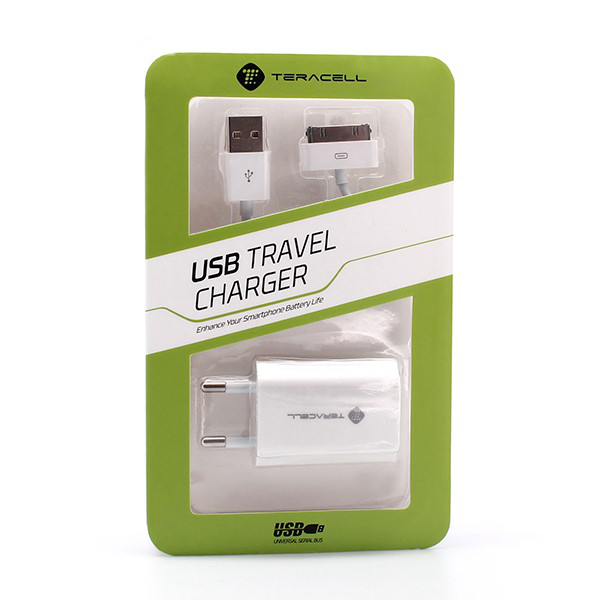 TERACELL
USB TRAVEL
CHARGER
Enhance Your Smartphone Battery Life
TERACELL
USB
UNIVERSAL SERIAL BUS